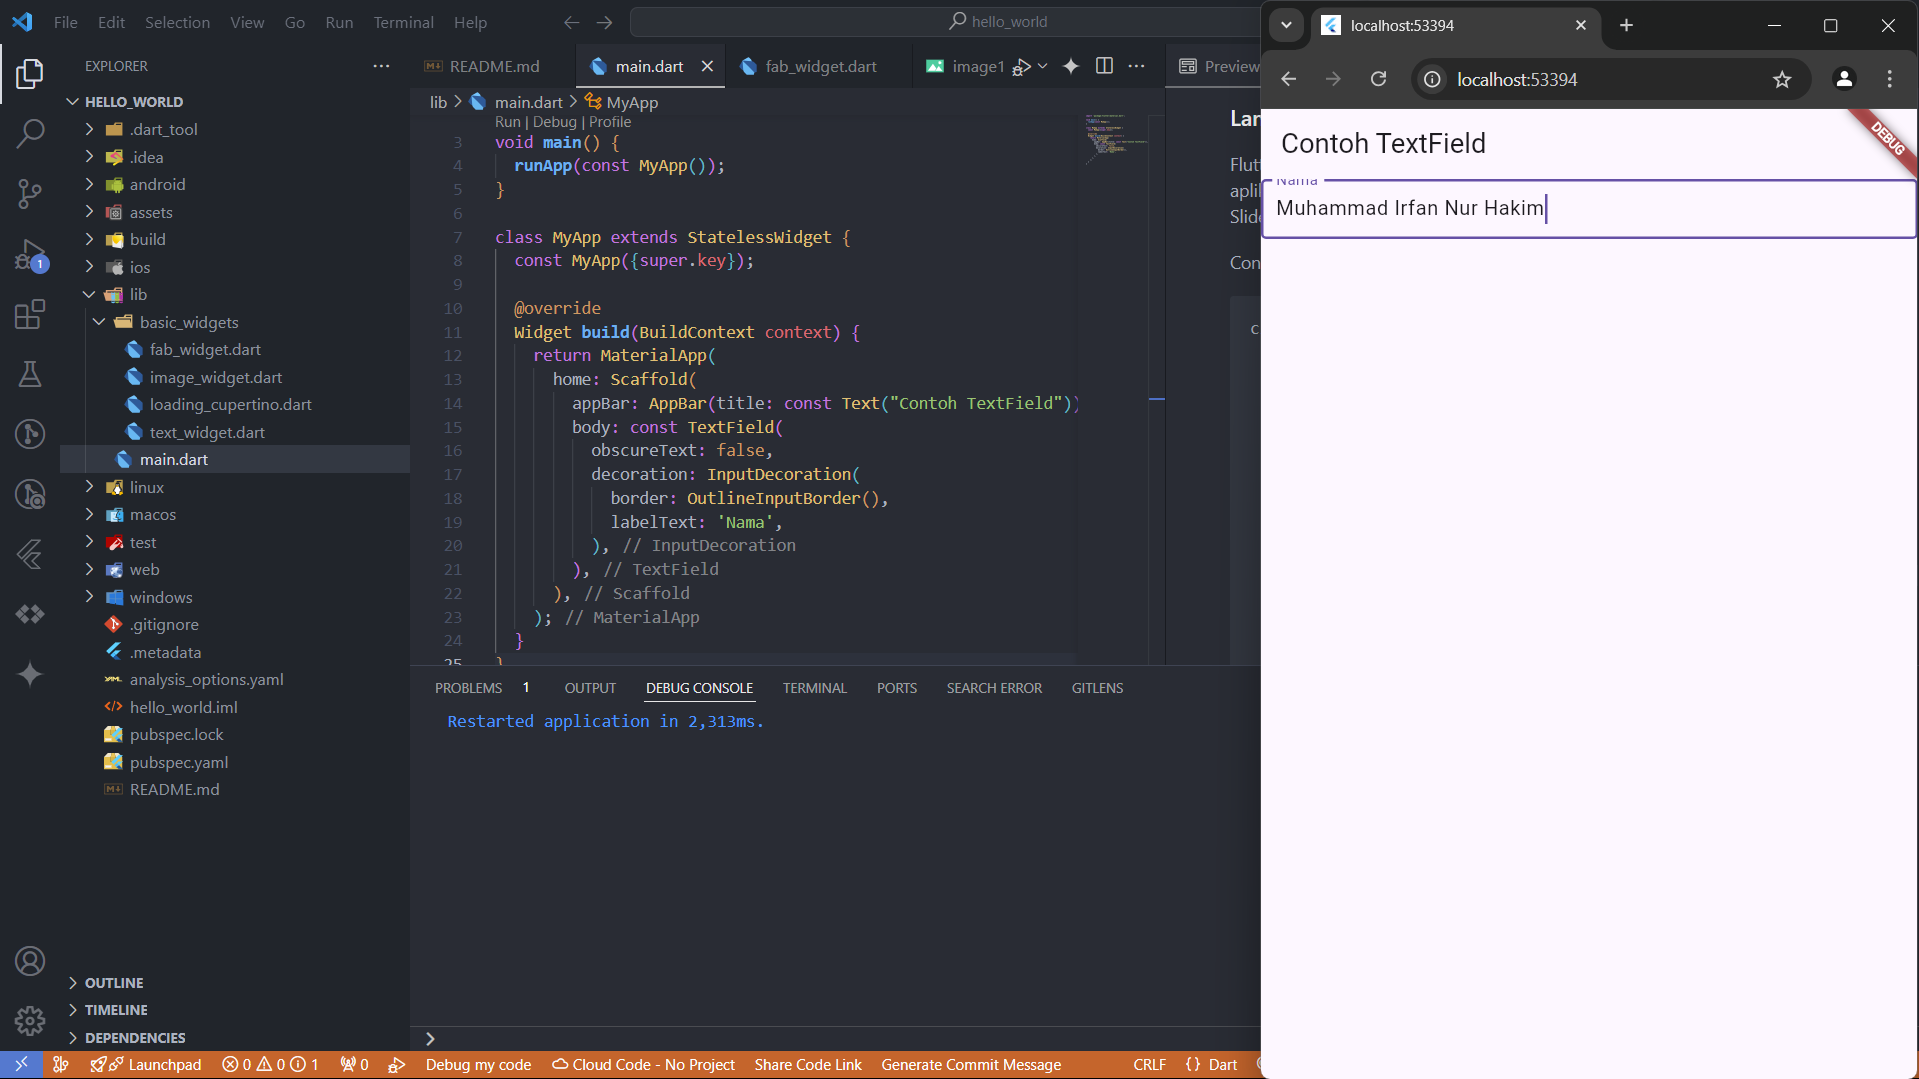 File Edit Selection View Go Run Terminal Help
hello_world
EXPLORER
HELLO_WORLD
.dart_tool
.idea
android
assets
build
ios
lib
basic_widgets
fab_widget.dart
image_widget.dart
loading_cupertino.dart
text_widget.dart
main.dart
linux
macos
test
web
windows
.gitignore
.metadata
analysis_options.yaml
hello_world.iml
pubspec.lock
pubspec.yaml
README.md
OUTLINE
TIMELINE
DEPENDENCIES
README.md main.dart fab_widget.dart image1 Preview
lib > main.dart > MyApp
Run | Debug | Profile
3 void main() {
4 runApp(const MyApp());
5 }
6
7 class MyApp extends StatelessWidget {
8 const MyApp({super.key});
9
10 @override
11 Widget build(BuildContext context) {
12 return MaterialApp(
13 home: Scaffold(
14 appBar: AppBar(title: const Text("Contoh TextField"))
15 body: const TextField(
16 obscureText: false,
17 decoration: InputDecoration(
18 border: OutlineInputBorder(),
19 labelText: 'Nama',
20 ), // InputDecoration
21 ), // TextField
22 ), // Scaffold
23 ); // MaterialApp
24 }
25 }
PROBLEMS 1 OUTPUT DEBUG CONSOLE TERMINAL PORTS SEARCH ERROR GITLENS
Restarted application in 2,313ms.
Flut
Slide
Con
c
localhost:53394
localhost:53394
Contoh TextField
DEBUG
Nama
Muhammad Irfan Nur Hakim
1
Launchpad 0 0 1 0 Debug my code Cloud Code - No Project Share Code Link Generate Commit Message CRLF {} Dart